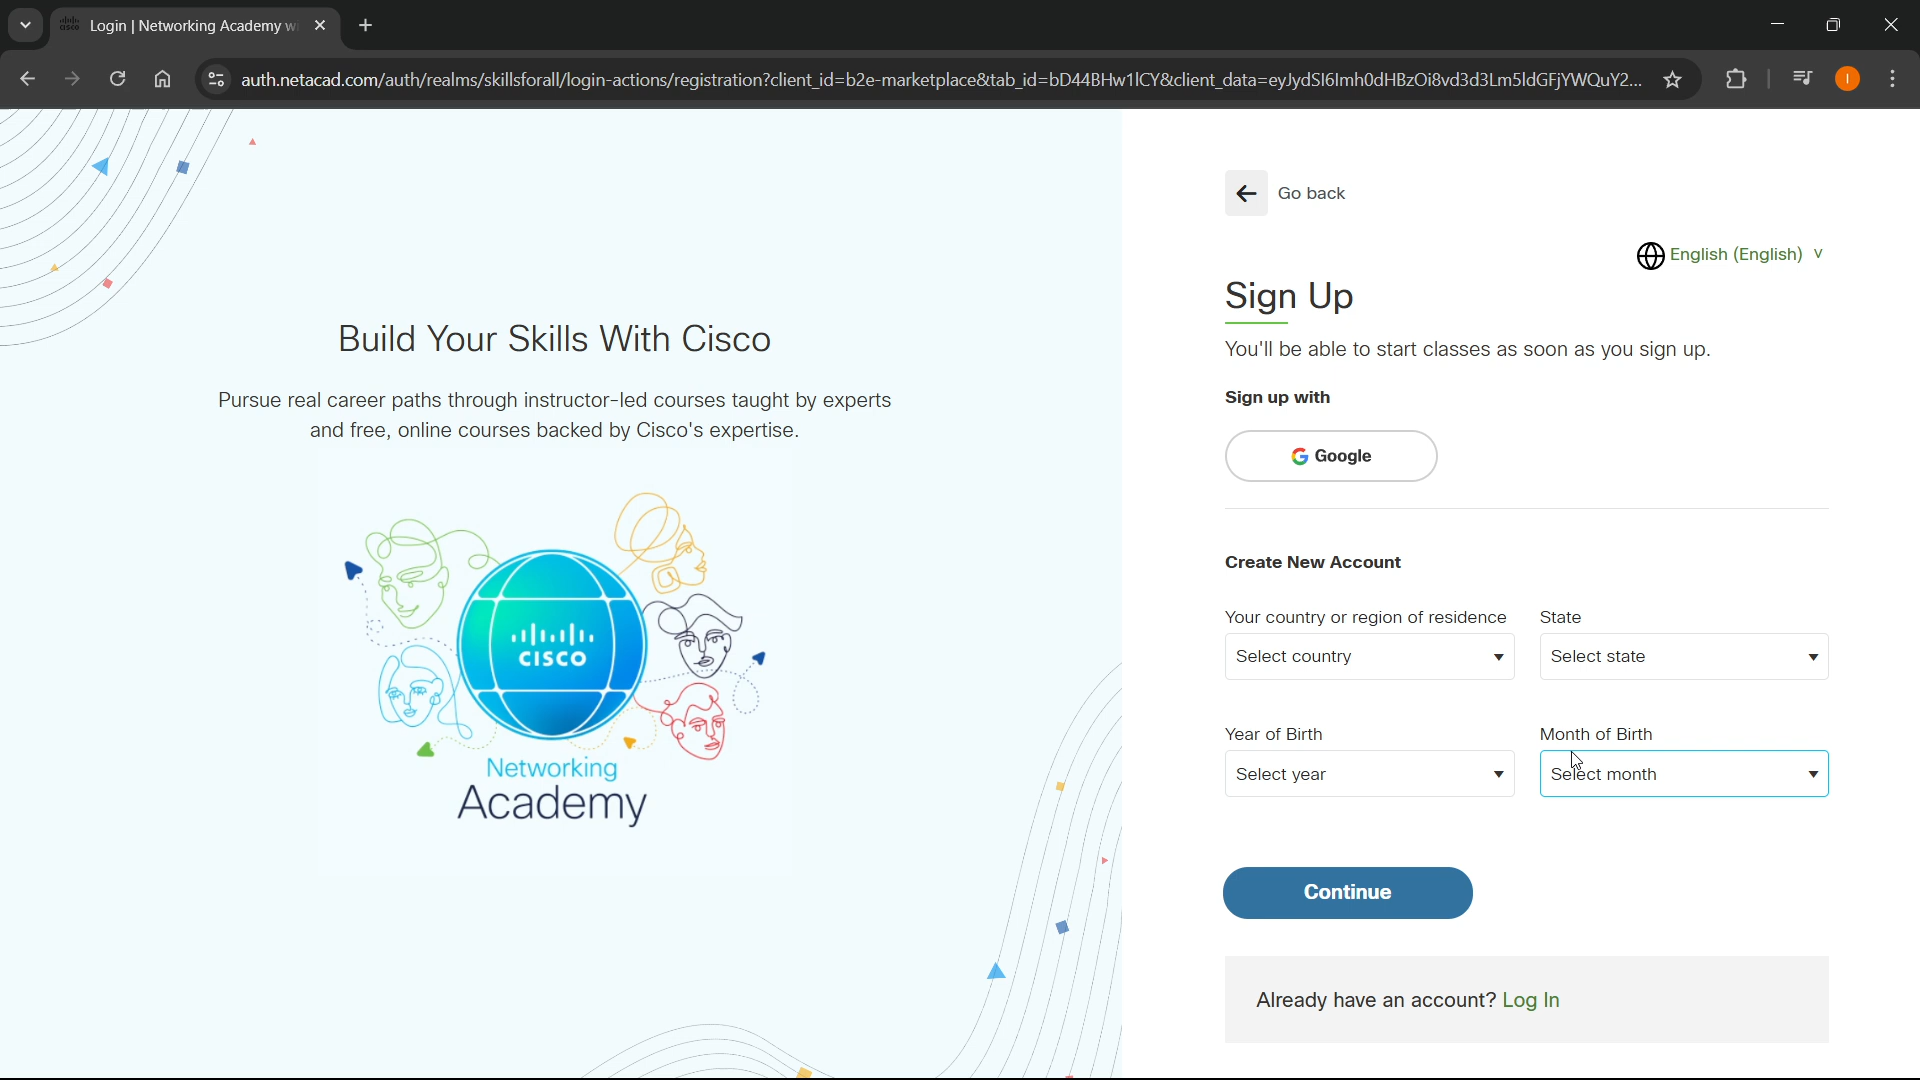 Login | Networking Academy w
auth.netacad.com/auth/realms/skillsforall/login-actions/registration?client_id=b2e-marketplace&tab_id=bD44BHw1lCY&client_data=eyJydSI6Imh0dHBzOi8vd3d3Lm5ldGFjYWQuY2...
I
Go back
English (English)
Sign Up
You'll be able to start classes as soon as you sign up.
Sign up with
Google
Create New Account
Your country or region of residence
State
Select country
Select state
Year of Birth
Month of Birth
Select year
Select month
Continue
Already have an account? Log In
Build Your Skills With Cisco
Pursue real career paths through instructor-led courses taught by experts
and free, online courses backed by Cisco's expertise.
CISCO
Networking
Academy